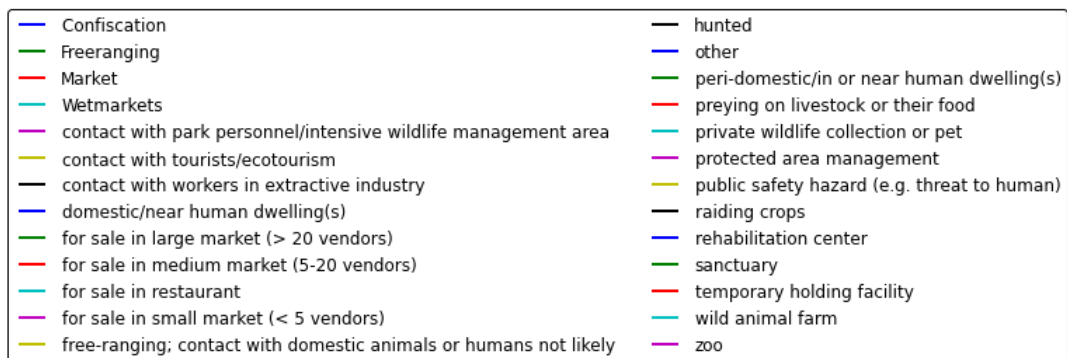 Confiscation
Freeranging
Market
Wetmarkets
contact with park personnel/intensive wildlife management area
contact with tourists/ecotourism
contact with workers in extractive industry
domestic/near human dwelling(s)
for sale in large market (> 20 vendors)
for sale in medium market (5-20 vendors)
for sale in restaurant
for sale in small market (< 5 vendors)
free-ranging; contact with domestic animals or humans not likely
hunted
other
peri-domestic/in or near human dwelling(s)
preying on livestock or their food
private wildlife collection or pet
protected area management
public safety hazard (e.g. threat to human)
raiding crops
rehabilitation center
sanctuary
temporary holding facility
wild animal farm
zoo